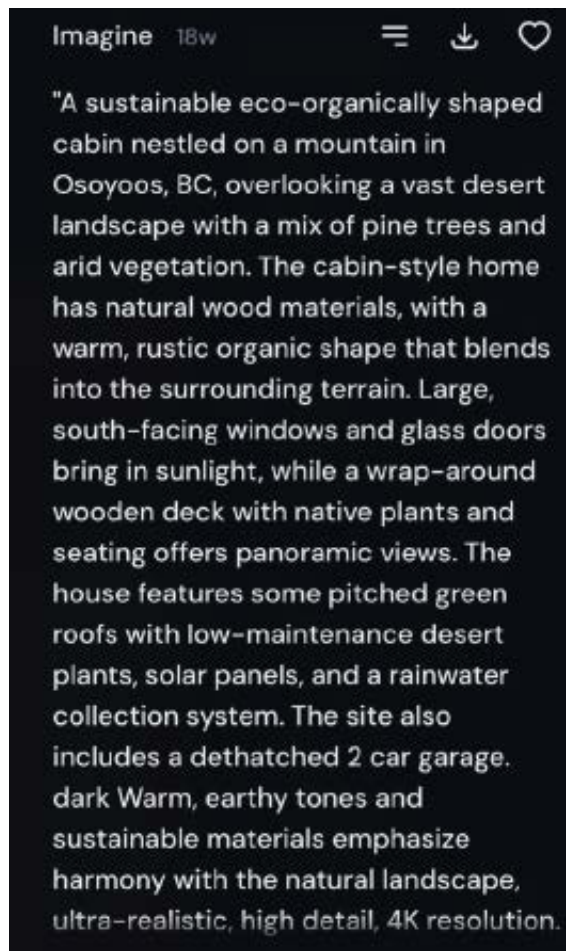 Imagine 18w
"A sustainable eco-organically shaped
cabin nestled on a mountain in
Osoyoos, BC, overlooking a vast desert
landscape with a mix of pine trees and
arid vegetation. The cabin-style home
has natural wood materials, with a
warm, rustic organic shape that blends
into the surrounding terrain. Large,
south-facing windows and glass doors
bring in sunlight, while a wrap-around
wooden deck with native plants and
seating offers panoramic views. The
house features some pitched green
roofs with low-maintenance desert
plants, solar panels, and a rainwater
collection system. The site also
includes a dethatched 2 car garage.
dark Warm, earthy tones and
sustainable materials emphasize
harmony with the natural landscape,
ultra-realistic, high detail, 4K resolution.